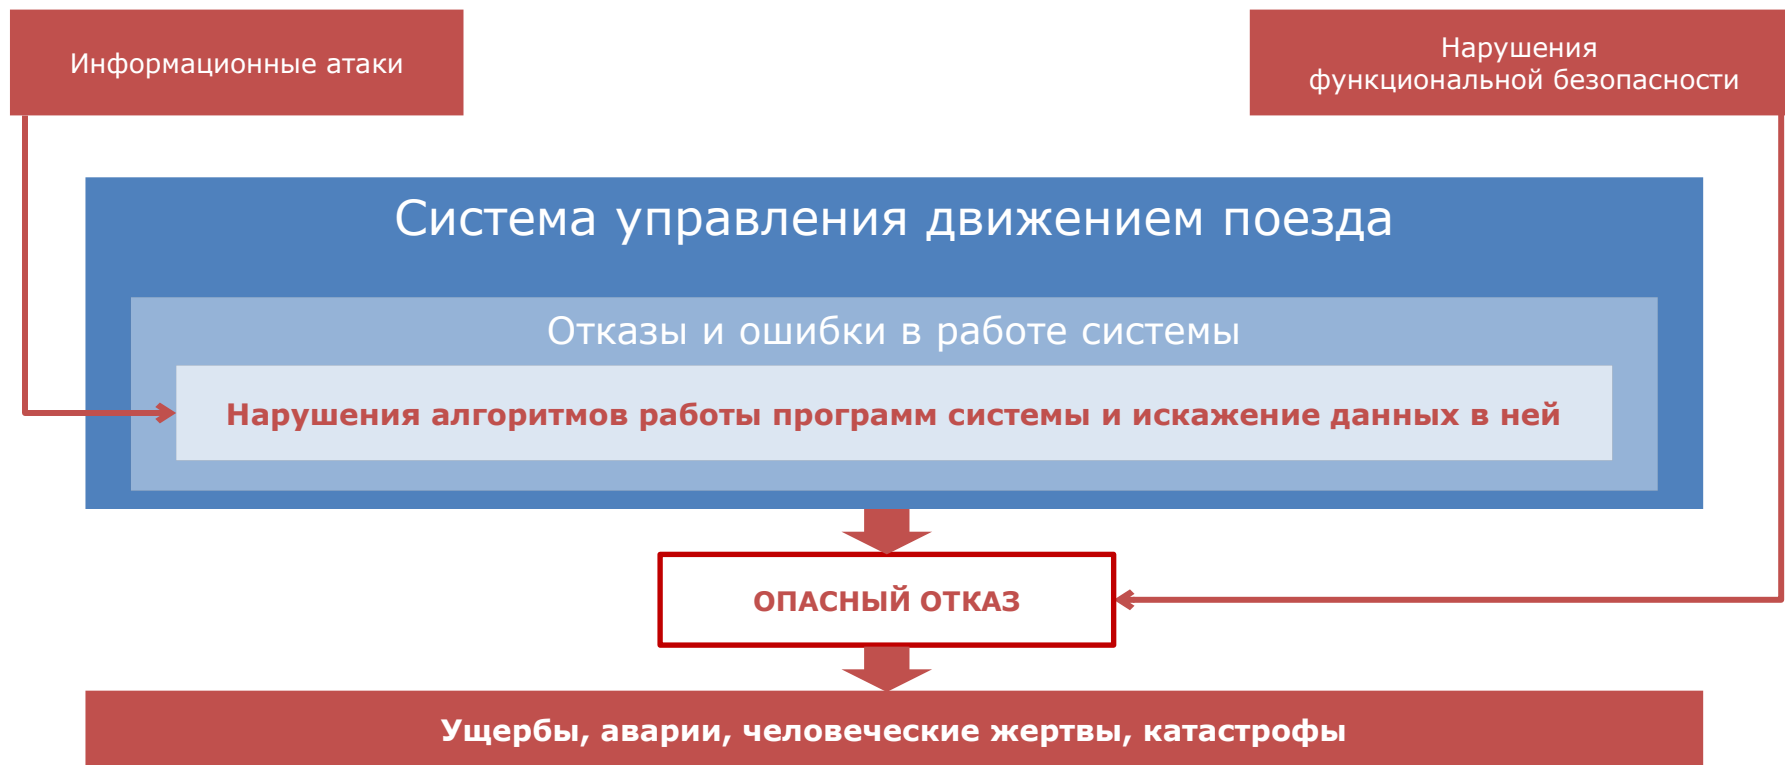 Информационные атаки
Нарушения
функциональной безопасности
Система управления движением поезда
Отказы и ошибки в работе системы
Нарушения алгоритмов работы программ системы и искажение данных в ней
ОПАСНЫЙ ОТКАЗ
Ущербы, аварии, человеческие жертвы, катастрофы